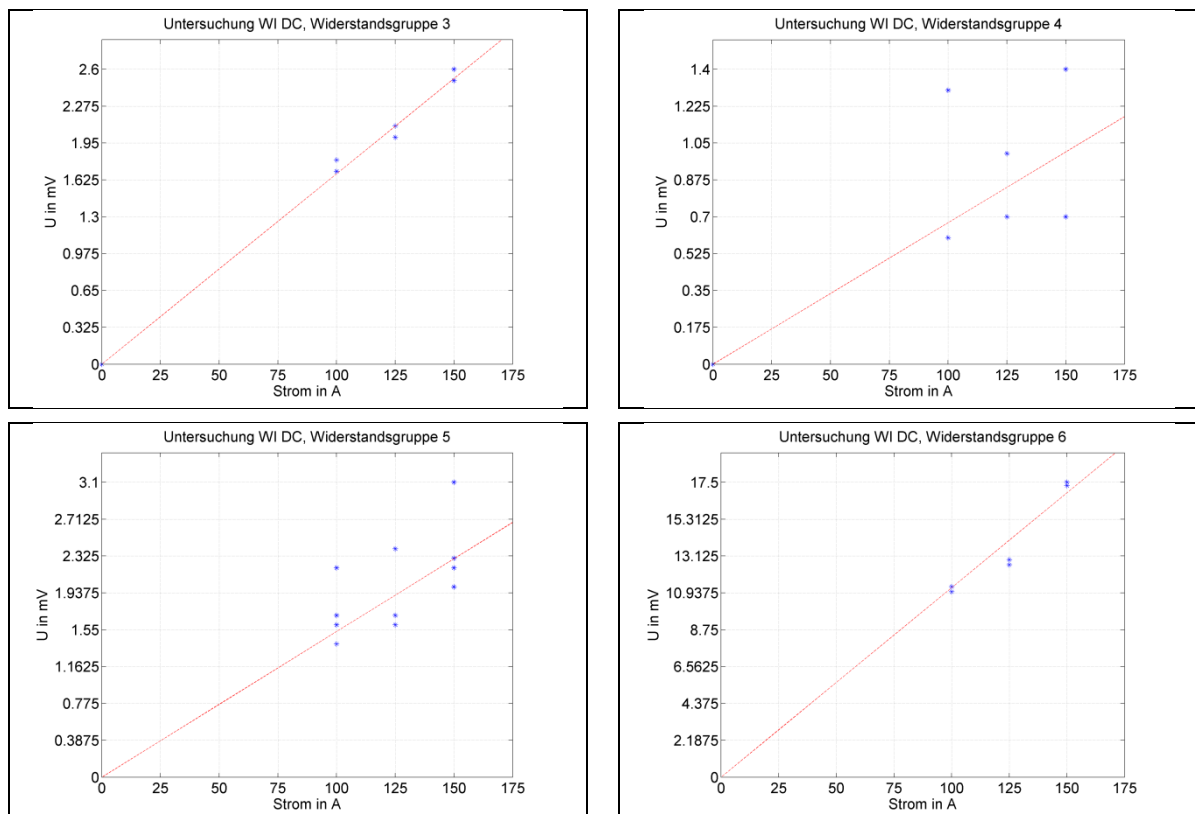 Untersuchung WI DC, Widerstandsgruppe 3
U in mV
2.6
2.275
1.95
1.625
1.3
0.975
0.65
0.325
0
0 25 50 75 100 125 150 175
Strom in A
Untersuchung WI DC, Widerstandsgruppe 4
U in mV
1.4
1.225
1.05
0.875
0.7
0.525
0.35
0.175
0
0 25 50 75 100 125 150 175
Strom in A
Untersuchung WI DC, Widerstandsgruppe 5
U in mV
3.1
2.7125
2.325
1.9375
1.55
1.1625
0.775
0.3875
0
0 25 50 75 100 125 150 175
Strom in A
Untersuchung WI DC, Widerstandsgruppe 6
U in mV
17.5
15.3125
13.125
10.9375
8.75
6.5625
4.375
2.1875
0
0 25 50 75 100 125 150 175
Strom in A